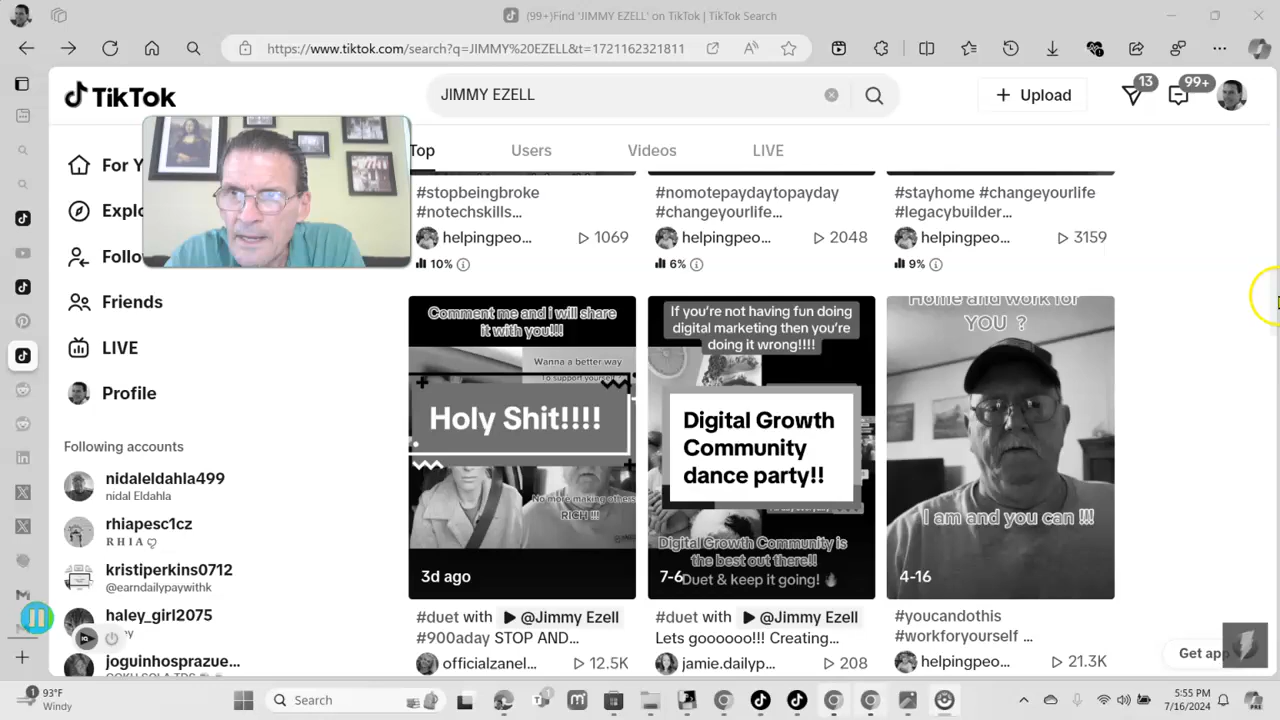 (99+)Find 'JIMMY EZELL' on TikTok | TikTok Search
https://www.tiktok.com/search?q=JIMMY%20EZELL&t=1721162321811
TikTok
JIMMY EZELL
Upload
13
99+
For Y
Explo
Follo
Friends
LIVE
Profile
Following accounts
nidaleldahla499
nidal Eldahla
rhiapesc1cz
R H I A
kristiperkins0712
@earndailypaywithk
haley_girl2075
ey
joguinhosprazue...
Top
Users
Videos
LIVE
#stopbeingbroke
#notechskills...
helpingpeo...
1069
10%
#nomotepaydaytopayday
#changeyourlife...
helpingpeo...
2048
6%
#stayhome #changeyourlife
#legacybuilder...
helpingpeo...
3159
9%
Comment me and i will share
it with you!!!
Wanna a better way
To support yourself
Holy Shit!!!!
No more making others
RICH !!!
3d ago
#duet with @Jimmy Ezell
#900aday STOP AND...
officialzanel...
12.5K
If you're not having fun doing
digital marketing then you're
doing it wrong!!!!
Digital Growth
Community
dance party!!
Digital Growth Community is
the best out there!!
Duet & keep it going!
7-6
#duet with @Jimmy Ezell
Lets goooooo!!! Creating...
jamie.dailyp...
208
Home and work for
YOU ?
I am and you can !!!
4-16
#youcandothis
#workforyourself ...
helpingpeo...
21.3K
Get app
1
93°F
Windy
Search
5:55 PM
7/16/2024